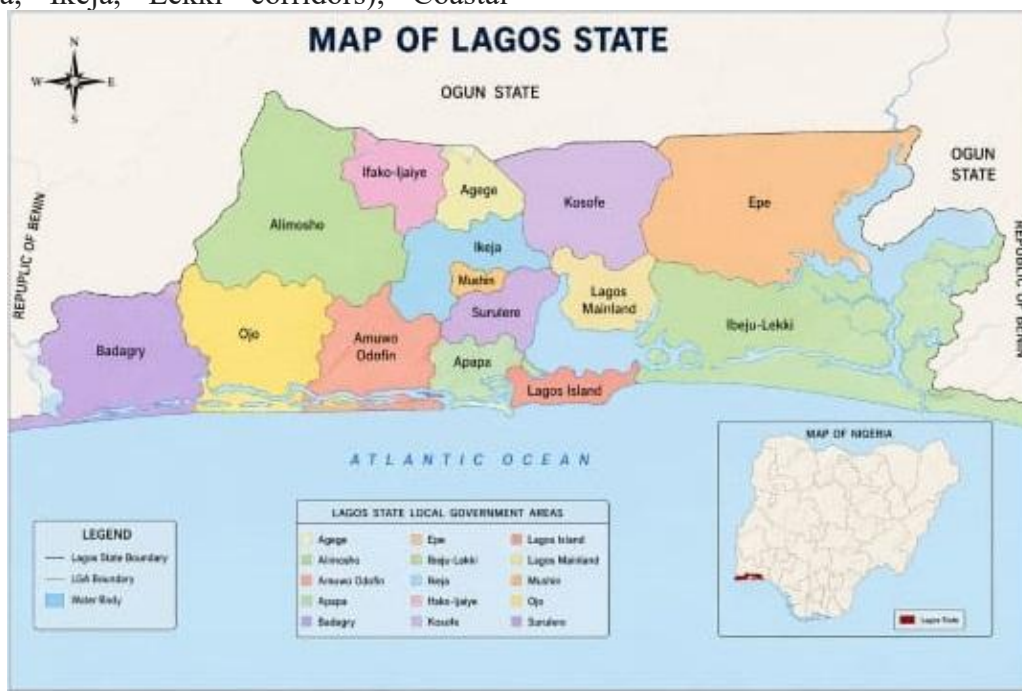 a, Ikeja, Lekki corridors), Coastal
MAP OF LAGOS STATE
N
W E
S
OGUN STATE
OGUN
STATE
REPUPLIC OF BENIN
REPUBLIC OF BENIN
Ifako-Ijaiye
Agege
Kosofe
Epe
Alimosho
Ikeja
Mushin
Lagos
Mainland
Surulere
Ibeju-Lekki
Ojo
Amuwo
Odofin
Badagry
Apapa
Lagos Island
ATLANTIC OCEAN
MAP OF NIGERIA
Lagos State
LEGEND
Lagos State Boundary
LGA Boundary
Water Body
LAGOS STATE LOCAL GOVERNMENT AREAS
Agege Epe Lagos Island
Alimosho Ibeju-Lekki Lagos Mainland
Amuwo Odofin Ikeja Mushin
Apapa Ifako-Ijaiye Ojo
Badagry Kosofe Surulere